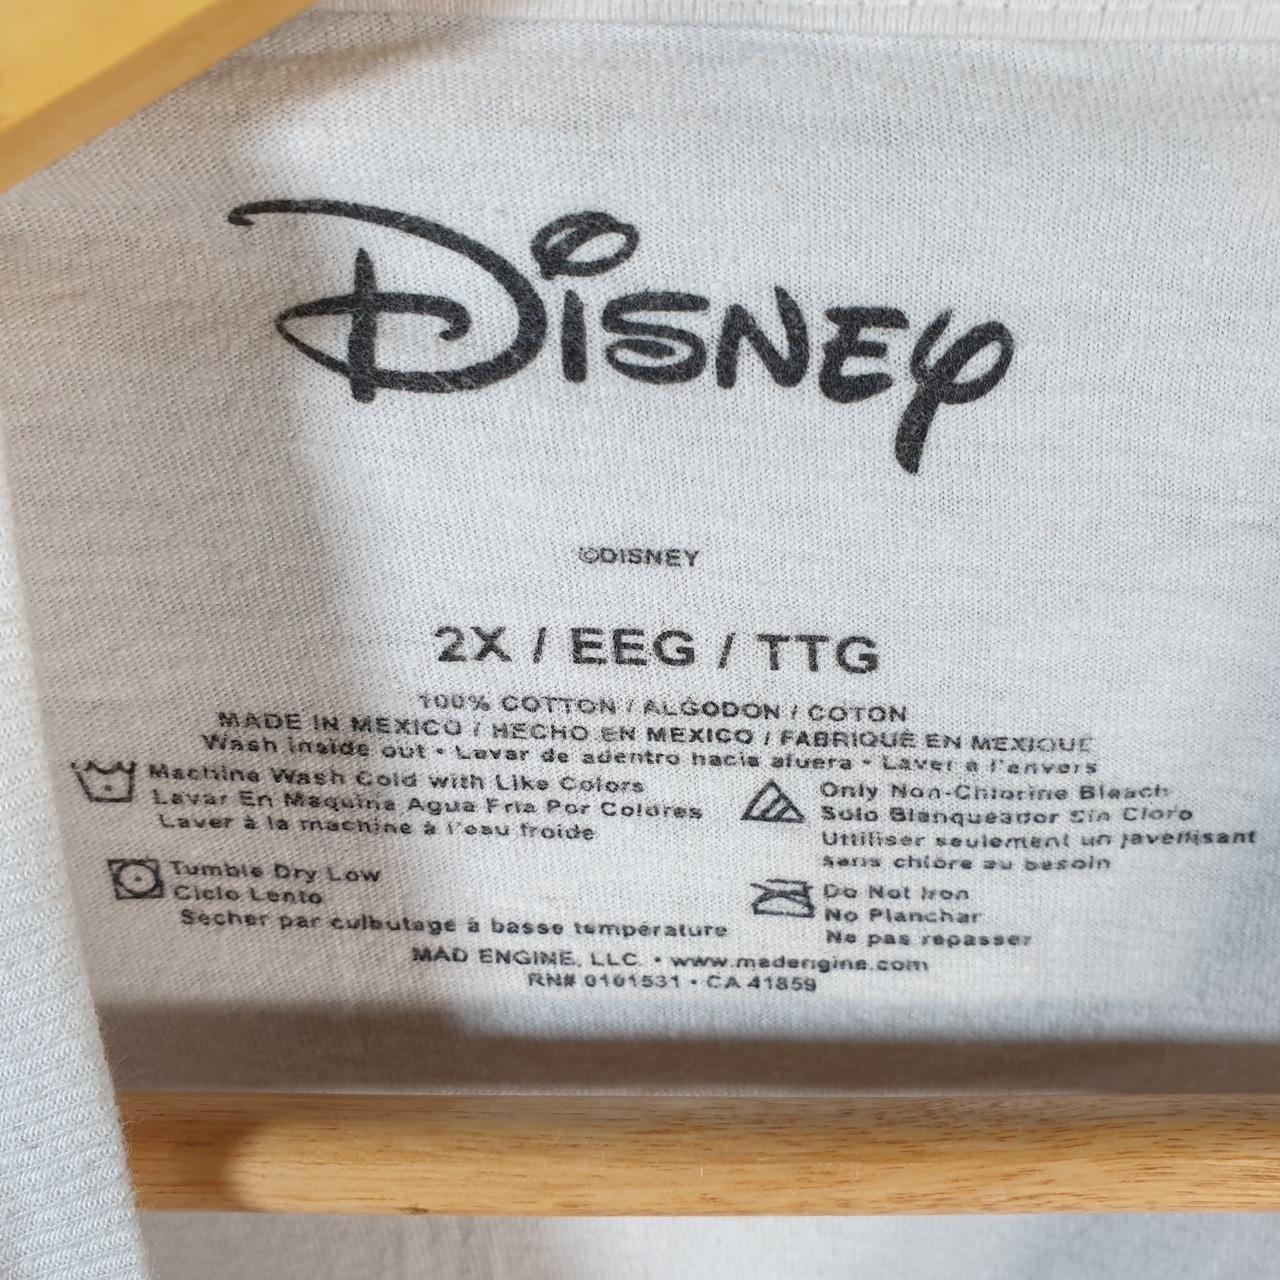 DISNEY
©DISNEY
2X / EEG / TTG
100% COTTON / ALGODON / COTON
MADE IN MEXICO / HECHO EN MEXICO / FABRIQUÉ EN MEXIQUE
Wash inside out • Lavar de adentro hacia afuera • Laver à l'envers
Machine Wash Cold with Like Colors
Lavar En Maquina Agua Fria Por Colores
Laver à la machine à l'eau froide
Only Non-Chlorine Bleach
Solo Blanqueador Sin Cloro
Uttiliser seulement un javellisant
sans chlore au besoin
Tumble Dry Low
Ciclo Lento
Sécher par culbutage à basse température
Do Not Iron
No Planchar
Ne pas repasser
MAD ENGINE, LLC. • www.madengine.com
RN# 0101531 • CA 41859